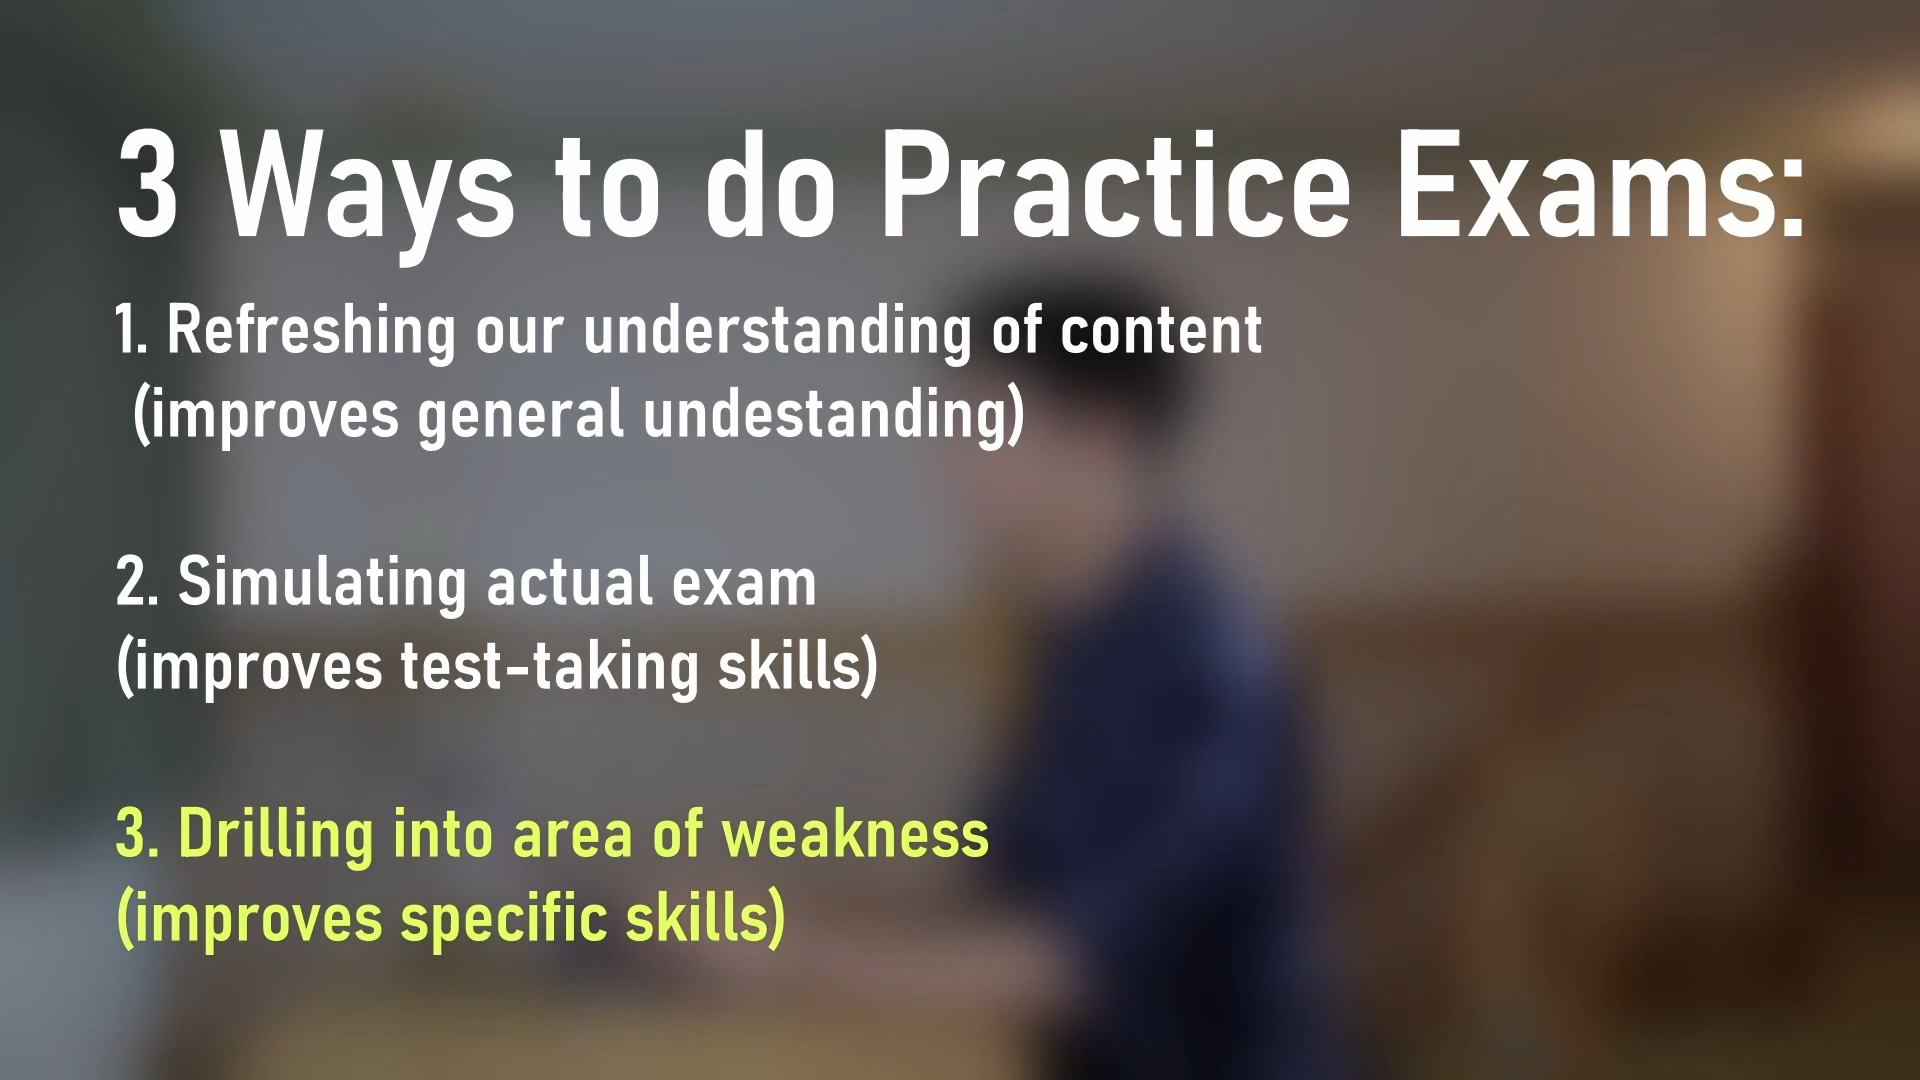 3 Ways to do Practice Exams:
1. Refreshing our understanding of content
(improves general undestanding)
2. Simulating actual exam
(improves test-taking skills)
3. Drilling into area of weakness
(improves specific skills)